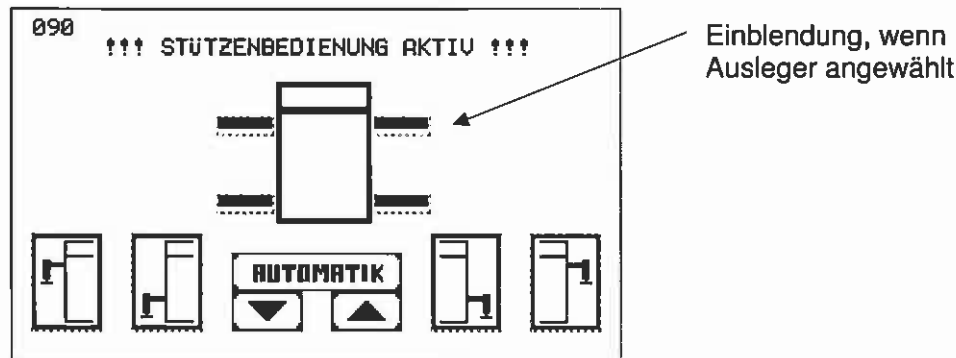 090
!!! STÜTZENBEDIENUNG AKTIV !!!
Einblendung, wenn
Ausleger angewählt
AUTOMATIK